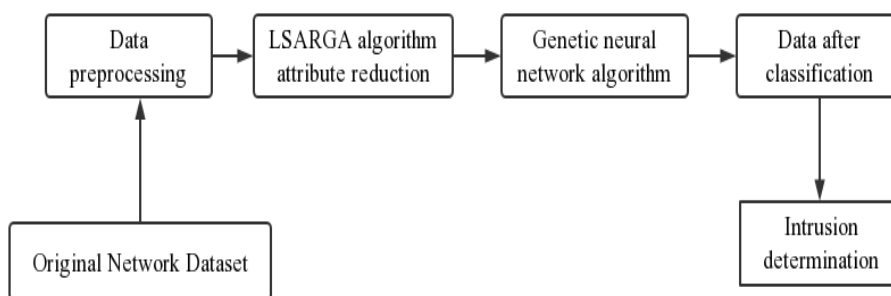 Data
preprocessing
LSARGA algorithm
attribute reduction
Genetic neural
network algorithm
Data after
classification
Original Network Dataset
Intrusion
determination